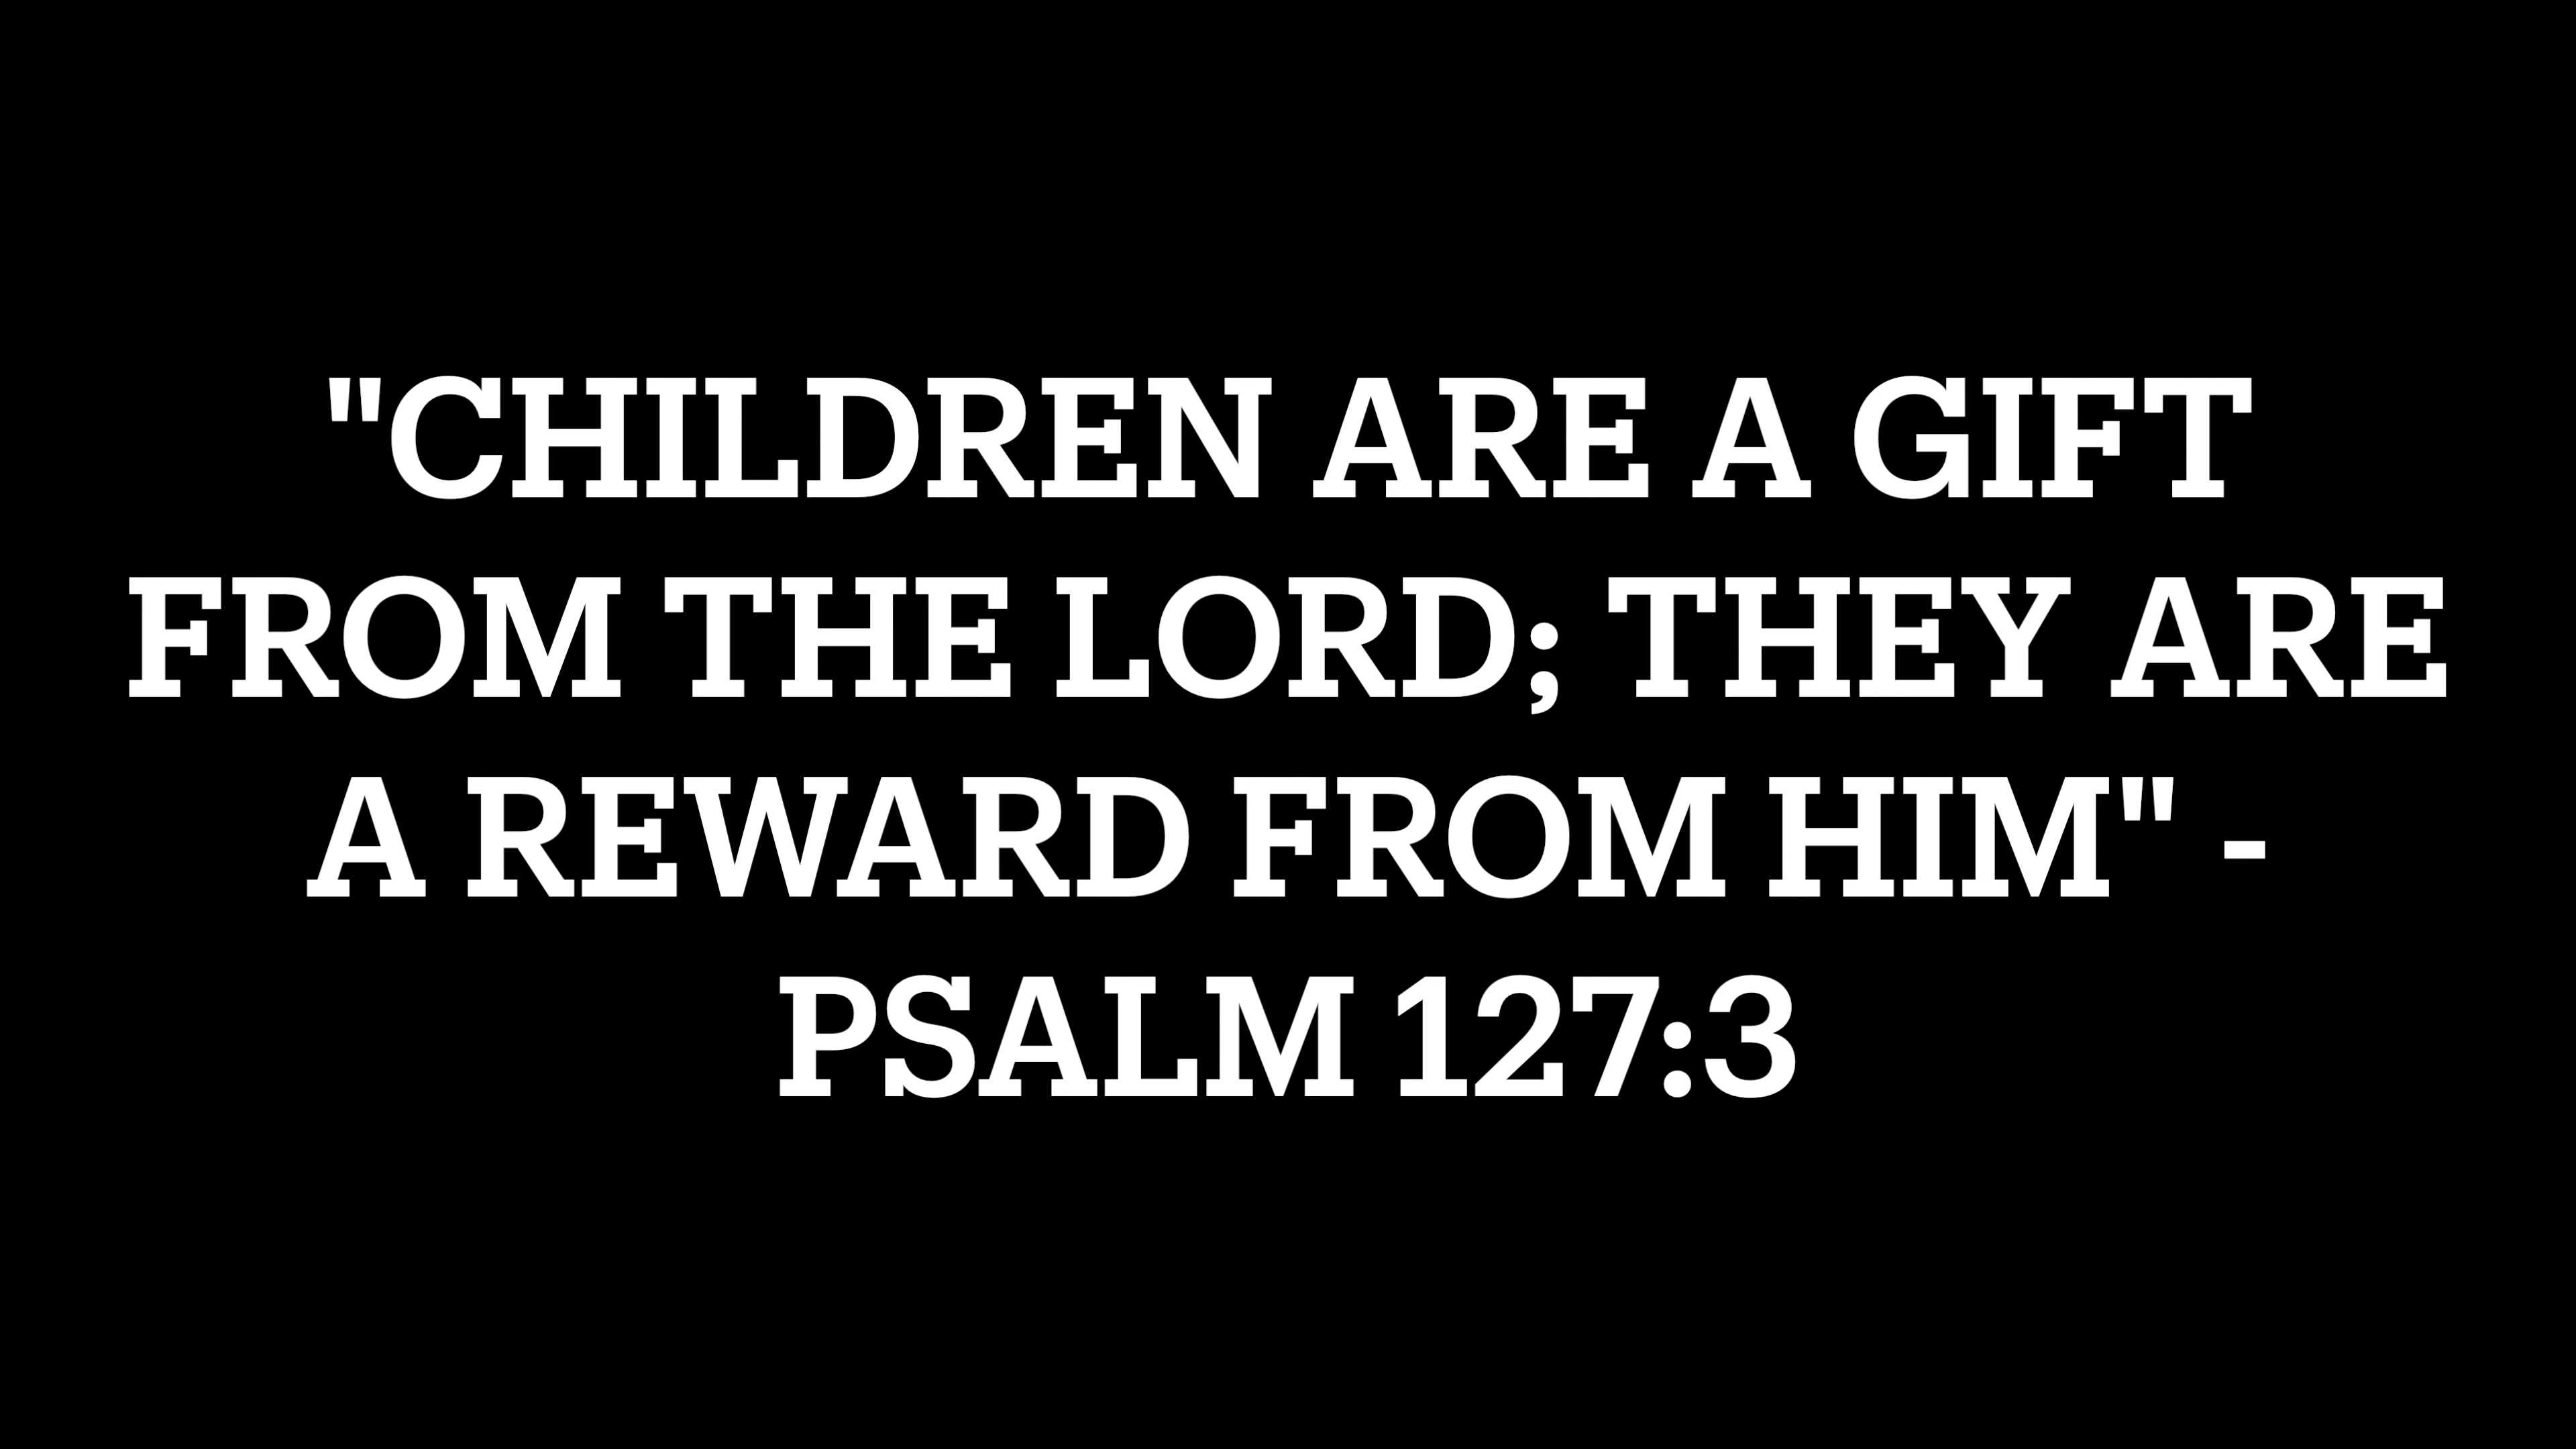 "CHILDREN ARE A GIFT
FROM THE LORD; THEY ARE
A REWARD FROM HIM" -
PSALM 127:3